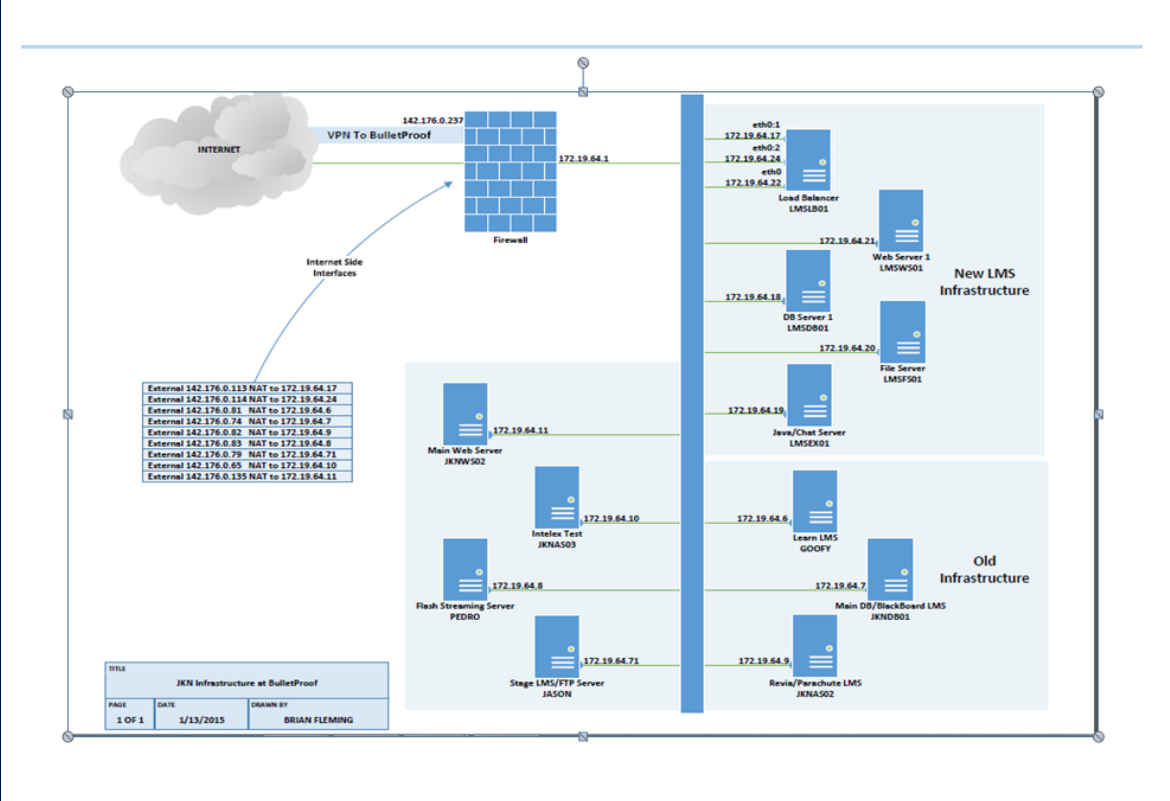 142.176.0.237
VPN To BulletProof
INTERNET
172.19.64.1
Firewall
Internet Side
Interfaces
External 142.176.0.113 NAT to 172.19.64.17
External 142.176.0.114 NAT to 172.19.64.24
External 142.176.0.81 NAT to 172.19.64.6
External 142.176.0.74 NAT to 172.19.64.7
External 142.176.0.82 NAT to 172.19.64.9
External 142.176.0.83 NAT to 172.19.64.8
External 142.176.0.79 NAT to 172.19.64.71
External 142.176.0.65 NAT to 172.19.64.10
External 142.176.0.135 NAT to 172.19.64.11
eth0:1
172.19.64.17
eth0:2
172.19.64.24
eth0
172.19.64.22
Load Balancer
LMSLB01
172.19.64.21
Web Server 1
LMSWS01
New LMS
Infrastructure
172.19.64.18
DB Server 1
LMSDB01
172.19.64.20
File Server
LMSFS01
172.19.64.19
Java/Chat Server
LMSEX01
172.19.64.11
Main Web Server
JKNWS02
172.19.64.10
Intelex Test
JKNAS03
172.19.64.8
Flash Streaming Server
PEDRO
172.19.64.71
Stage LMS/FTP Server
JASON
172.19.64.6
Learn LMS
GOOFY
Old
Infrastructure
172.19.64.7
Main DB/BlackBoard LMS
JKNDB01
172.19.64.9
Revia/Parachute LMS
JKNAS02
TITLE
JKN Infrastructure at BulletProof
PAGE
1 OF 1
DATE
1/13/2015
DRAWN BY
BRIAN FLEMING